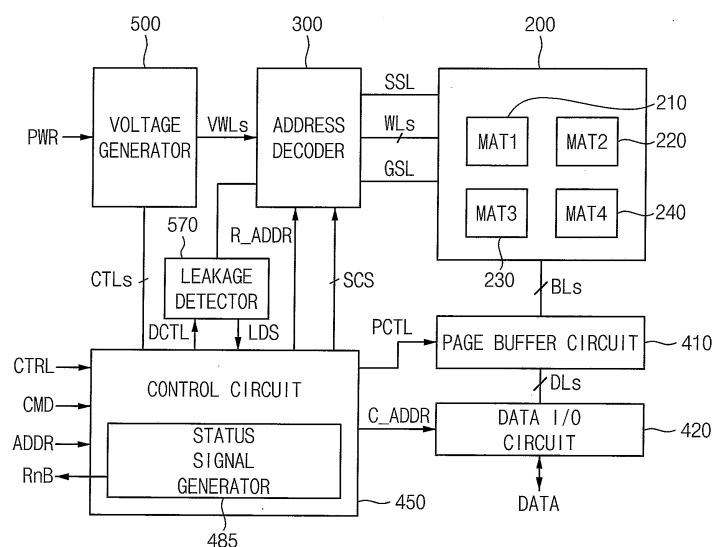 500
300
200
PWR
VOLTAGE
GENERATOR
VWLs
ADDRESS
DECODER
SSL
WLs
GSL
MAT1
210
MAT2
220
MAT3
230
MAT4
240
570
LEAKAGE
DETECTOR
R_ADDR
CTLs
SCS
DCTL
LDS
BLs
PCTL
PAGE BUFFER CIRCUIT
410
DLs
CTRL
CMD
ADDR
RnB
CONTROL CIRCUIT
C_ADDR
DATA I/O
CIRCUIT
420
STATUS
SIGNAL
GENERATOR
450
485
DATA